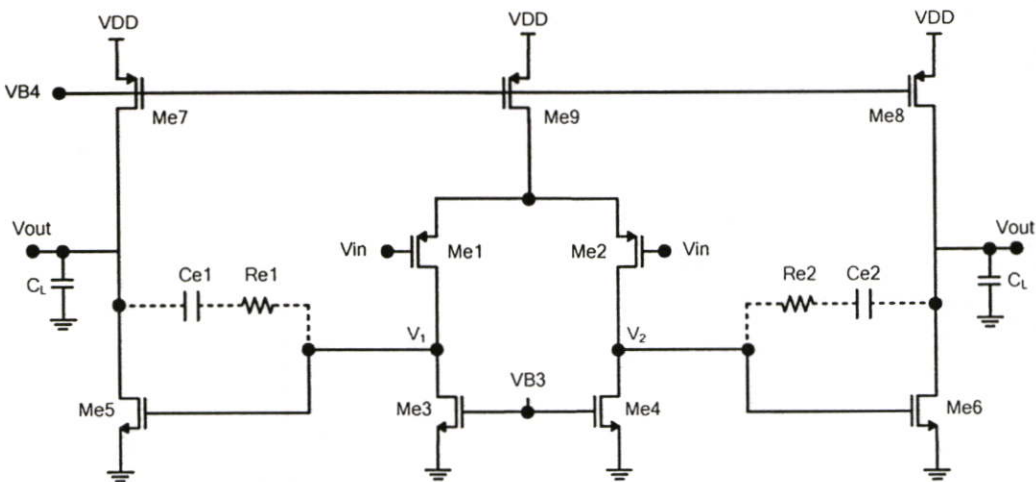 VDD
VDD
VDD
VB4
Me7
Me9
Me8
Vout
Vout
Vin
Me1
Me2
Vin
CL
Ce1
Re1
Re2
Ce2
CL
V1
V2
VB3
Me5
Me3
Me4
Me6